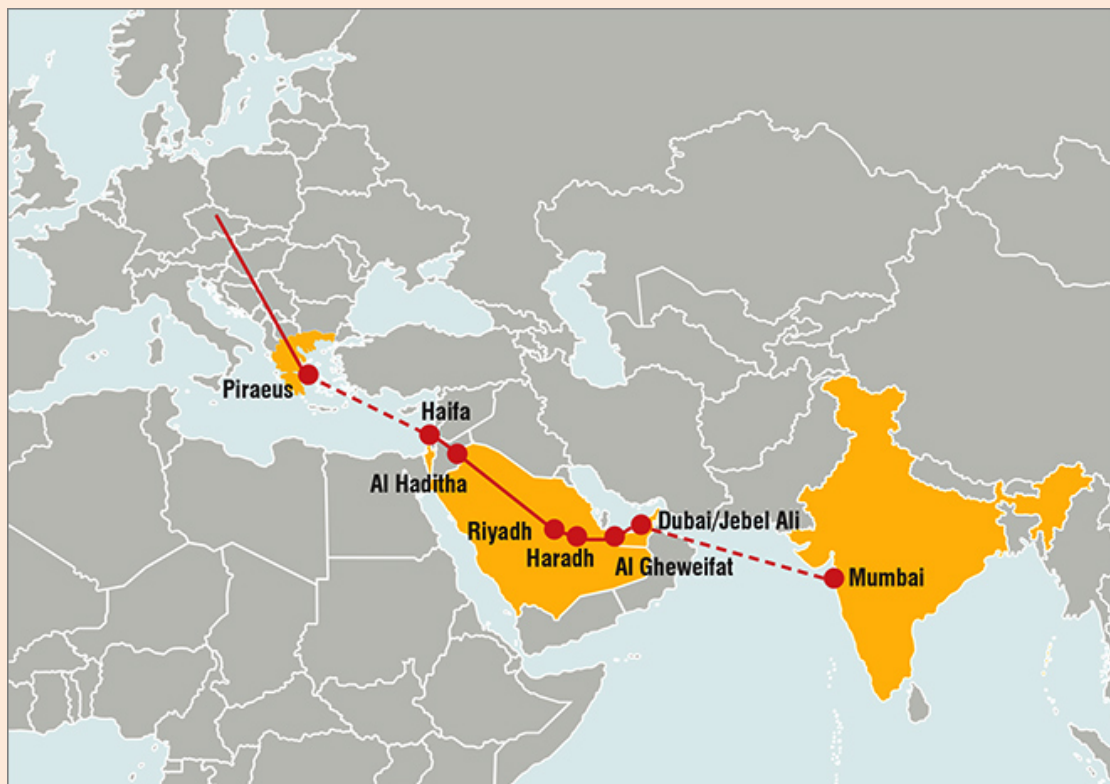 Piraeus
Haifa
Al Haditha
Riyadh
Haradh
Al Gheweifat
Dubai/Jebel Ali
Mumbai